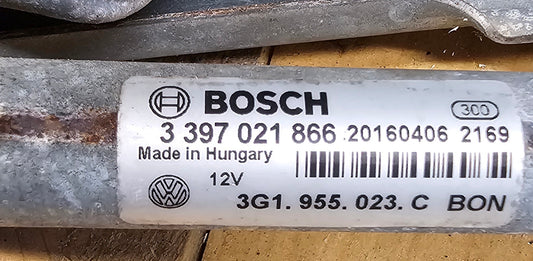 BOSCH 300
3 397 021 866 20160406 2169
Made in Hungary
12V
3G1. 955. 023. C BON